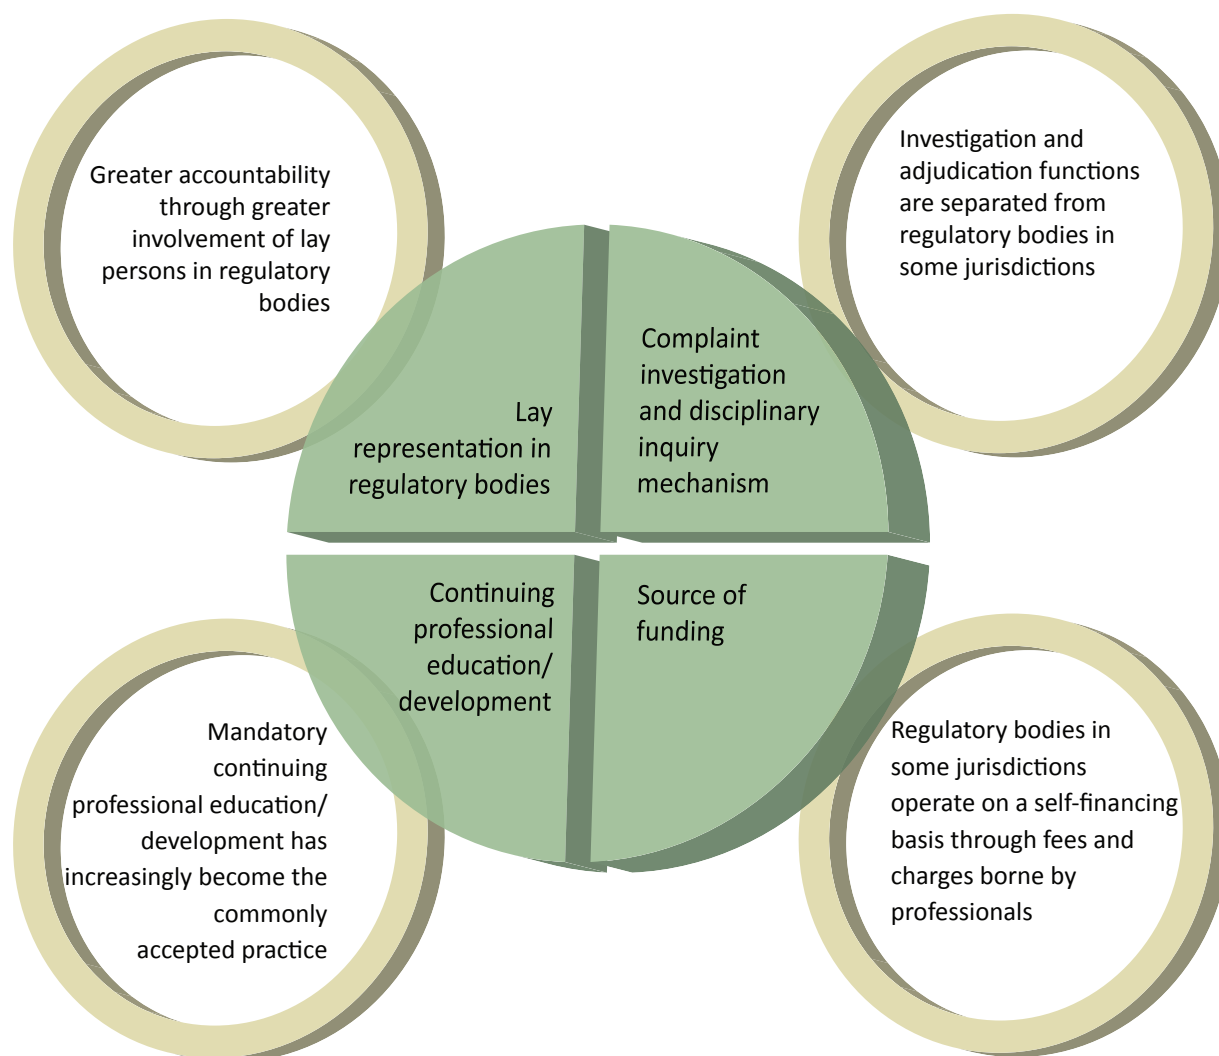 Greater accountability
through greater
involvement of lay
persons in regulatory
bodies
Investigation and
adjudication functions
are separated from
regulatory bodies in
some jurisdictions
Lay
representation in
regulatory bodies
Complaint
investigation
and disciplinary
inquiry
mechanism
Continuing
professional
education/
development
Source of
funding
Mandatory
continuing
professional education/
development has
increasingly become the
commonly
accepted practice
Regulatory bodies in
some jurisdictions
operate on a self-financing
basis through fees and
charges borne by
professionals